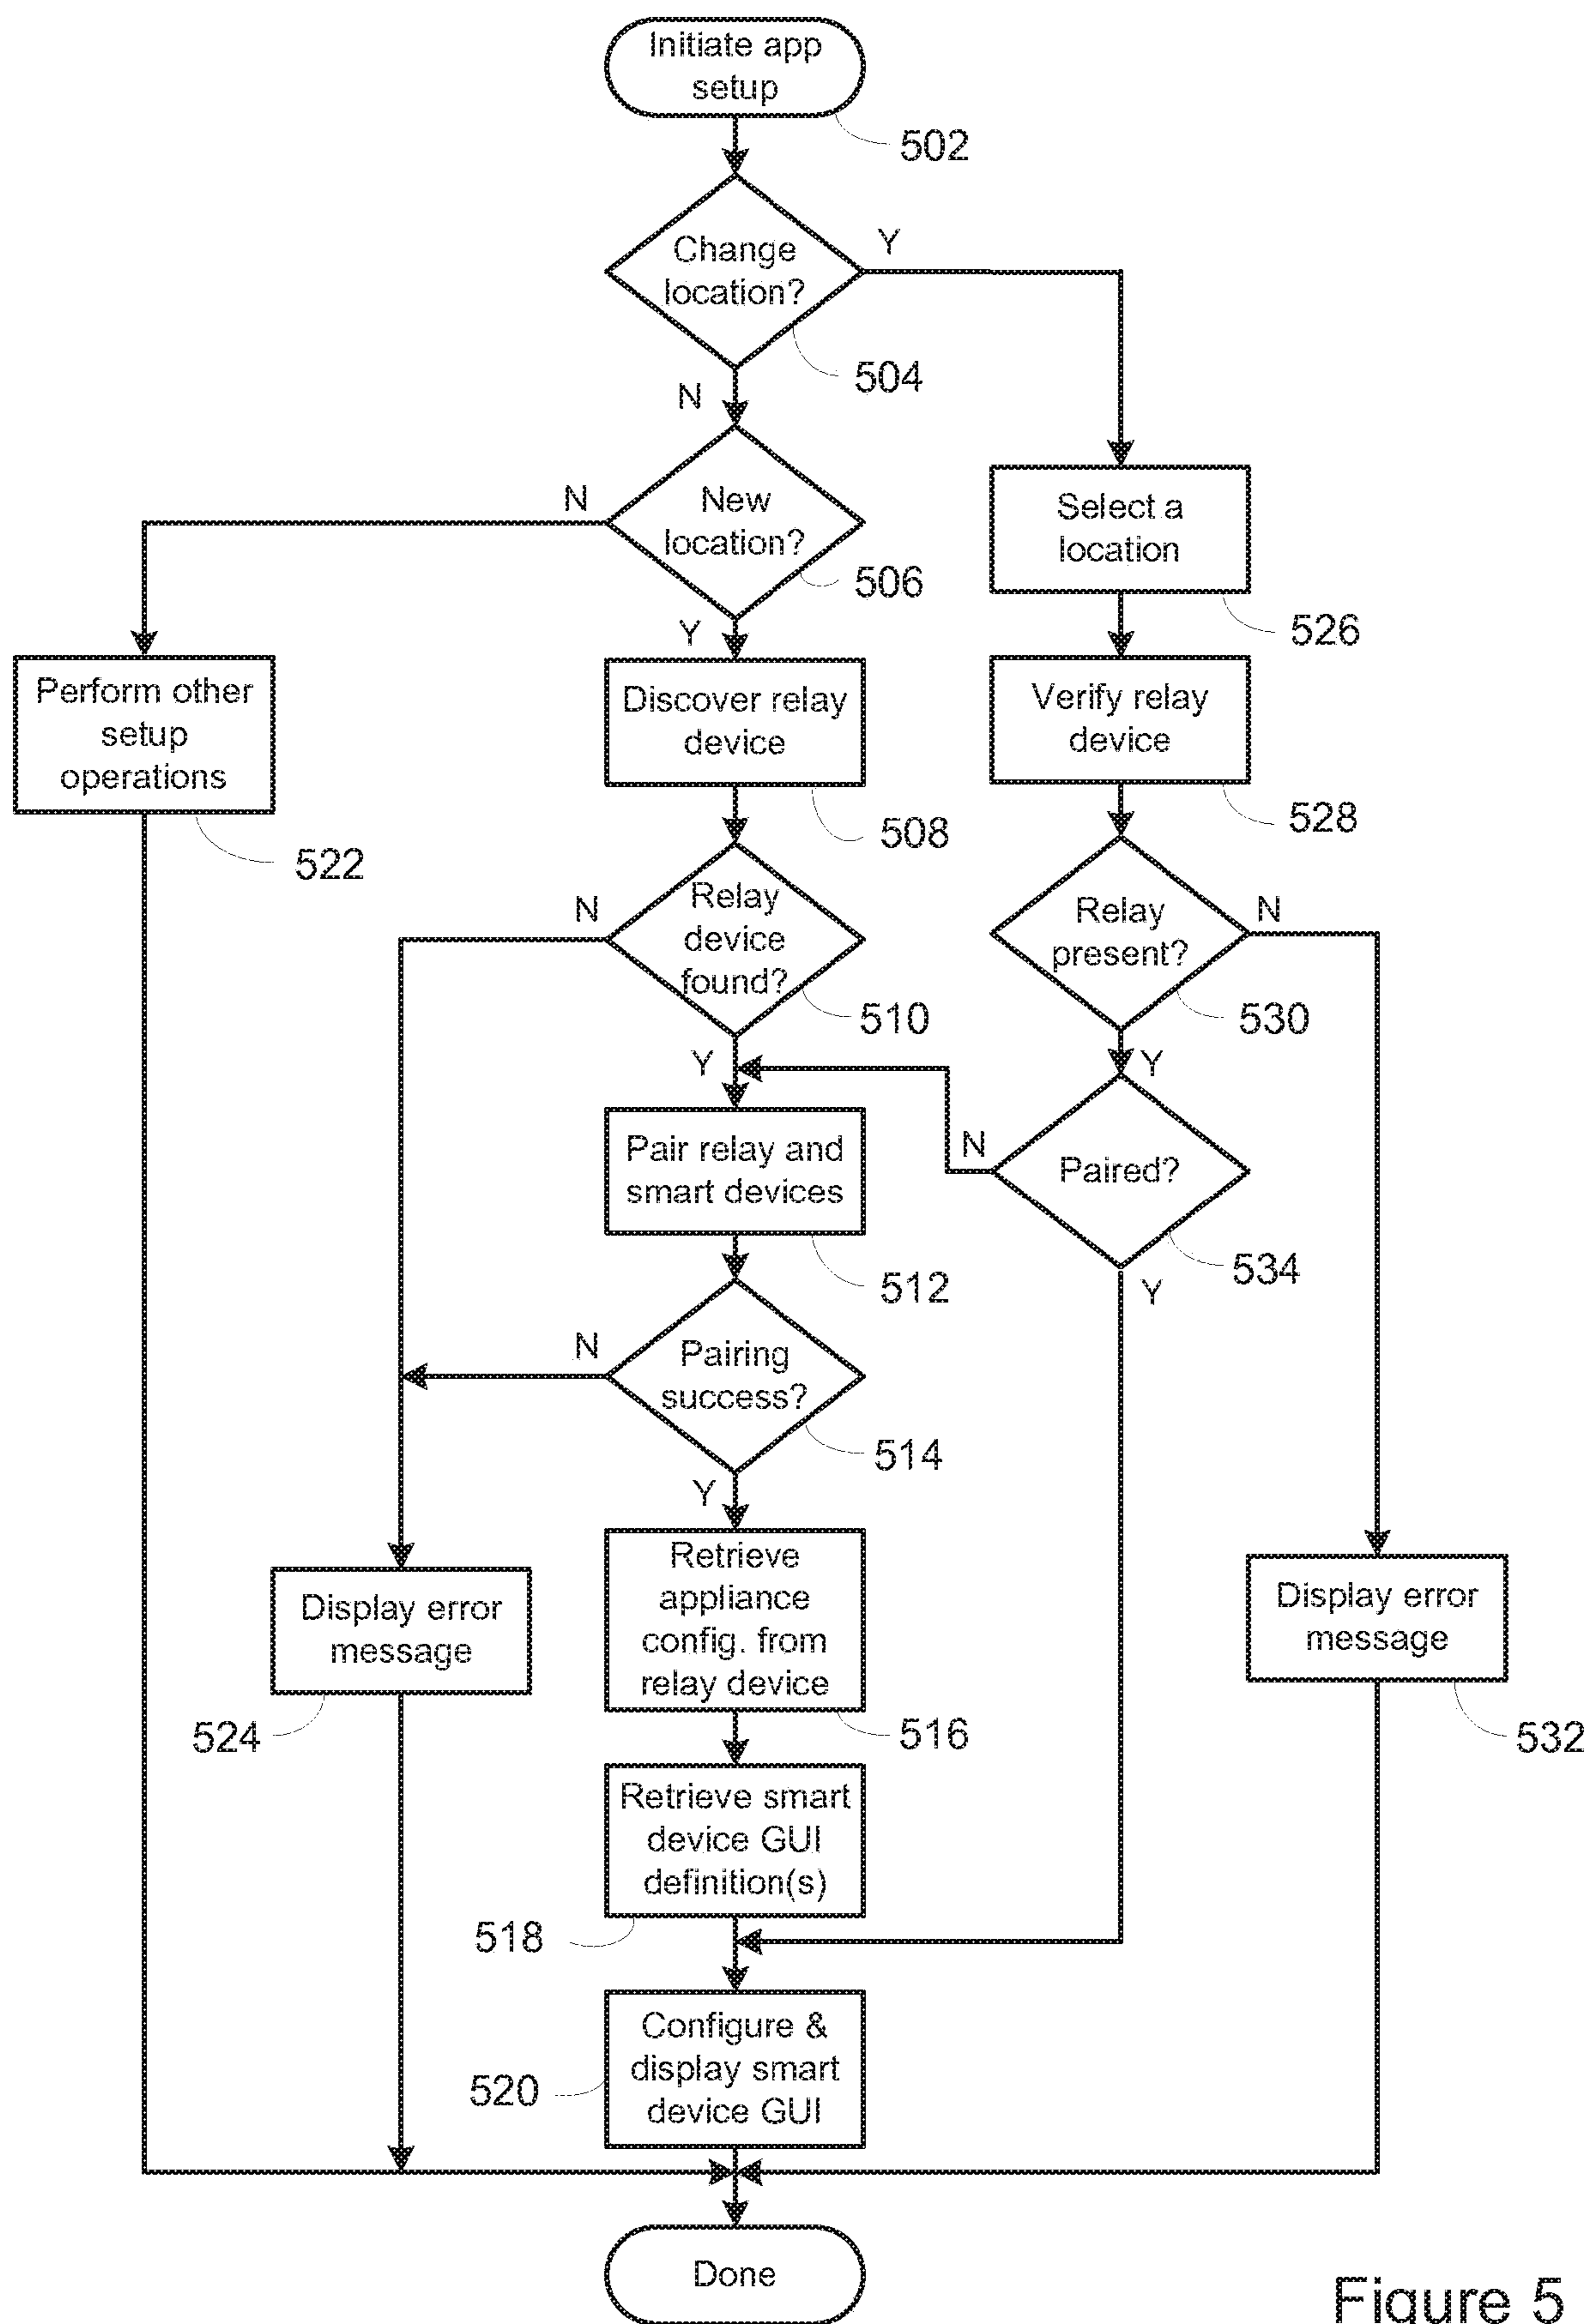 Initiate app
setup
502
Change
location?
Y
504
N
New
location?
N
506
Y
Select a
location
526
Perform other
setup
operations
522
Discover relay
device
508
Verify relay
device
528
Relay
device
found?
N
510
Y
Relay
present?
N
530
Y
Pair relay and
smart devices
512
Paired?
N
534
Y
Pairing
success?
N
514
Y
Display error
message
524
Retrieve
appliance
config. from
relay device
516
Display error
message
532
Retrieve smart
device GUI
definition(s)
518
Configure &
display smart
device GUI
520
Done
Figure 5